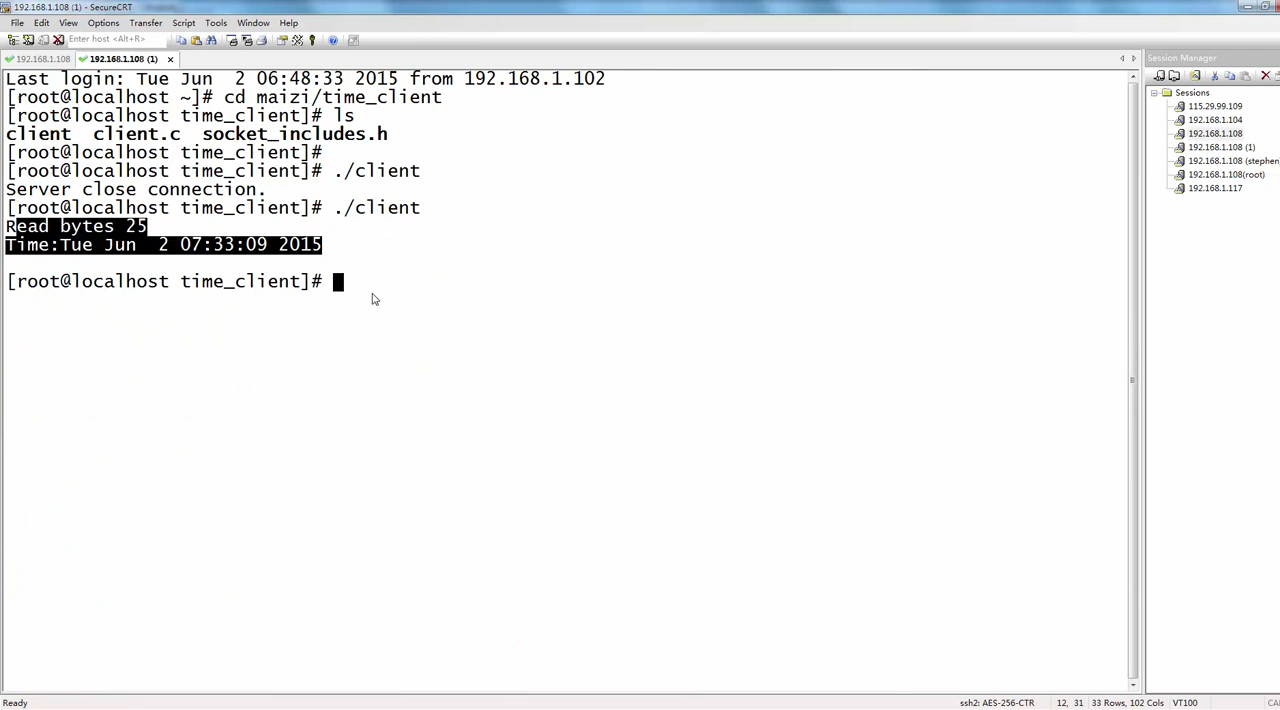 192.168.1.108 (1) - SecureCRT
File Edit View Options Transfer Script Tools Window Help
Enter host <Alt+R>
192.168.1.108 192.168.1.108 (1)
Last login: Tue Jun  2 06:48:33 2015 from 192.168.1.102
[root@localhost ~]# cd maizi/time_client
[root@localhost time_client]# ls
client  client.c  socket_includes.h
[root@localhost time_client]#
[root@localhost time_client]# ./client
Server close connection.
[root@localhost time_client]# ./client
Read bytes 25
Time:Tue Jun  2 07:33:09 2015
[root@localhost time_client]#
Session Manager
Sessions
115.29.99.109
192.168.1.104
192.168.1.108
192.168.1.108 (1)
192.168.1.108 (stephen
192.168.1.108(root)
192.168.1.117
Ready ssh2: AES-256-CTR 12, 31 33 Rows, 102 Cols VT100 CA